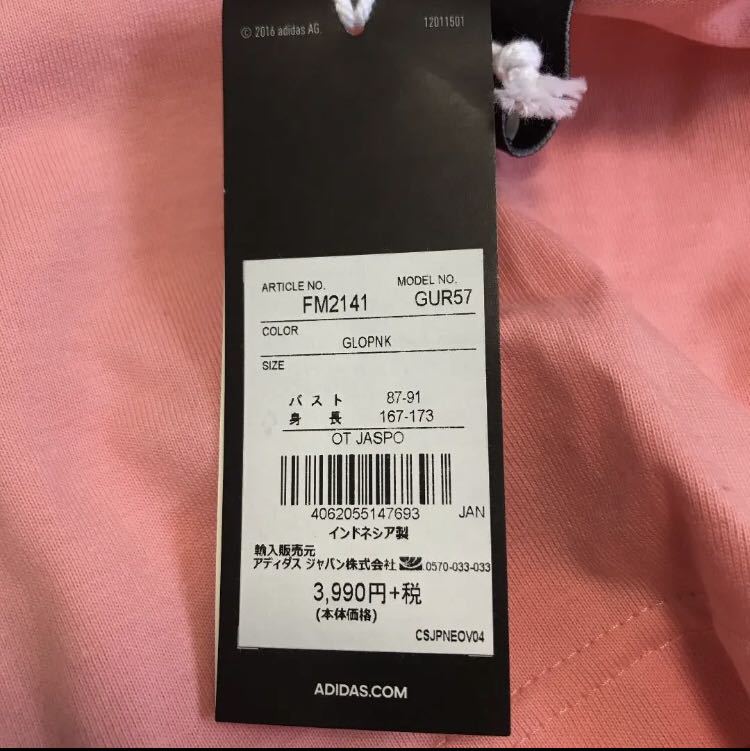 © 2016 adidas AG. 12011501
ARTICLE NO. MODEL NO.
FM2141 GUR57
COLOR
GLOPNK
SIZE
バスト 87-91
身長 167-173
OT JASPO
4062055147693 JAN
インドネシア製
輸入販売元
アディダス ジャパン株式会社 0570-033-033
3,990円+税
(本体価格)
CSJPNEOV04
ADIDAS.COM